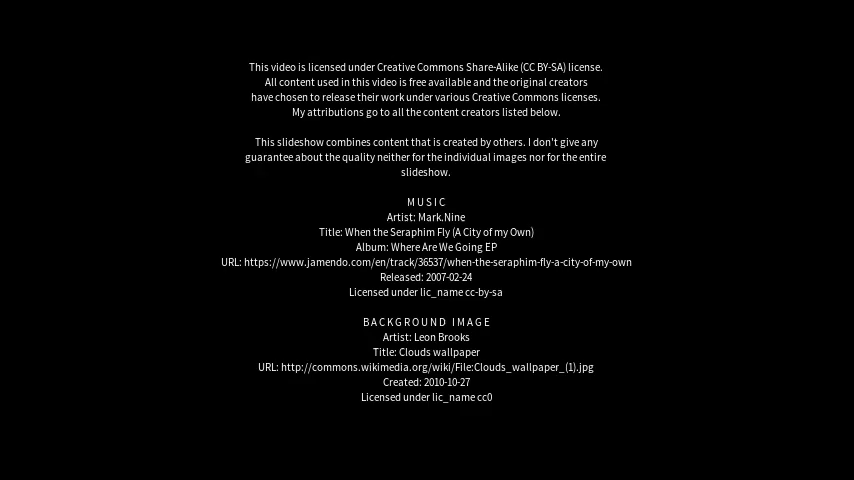 This video is licensed under Creative Commons Share-Alike (CC BY-SA) license.
All content used in this video is free available and the original creators
have chosen to release their work under various Creative Commons licenses.
My attributions go to all the content creators listed below.
This slideshow combines content that is created by others. I don't give any
guarantee about the quality neither for the individual images nor for the entire
slideshow.
M U S I C
Artist: Mark.Nine
Title: When the Seraphim Fly (A City of my Own)
Album: Where Are We Going EP
URL: https://www.jamendo.com/en/track/36537/when-the-seraphim-fly-a-city-of-my-own
Released: 2007-02-24
Licensed under lic_name cc-by-sa
B A C K G R O U N D   I M A G E
Artist: Leon Brooks
Title: Clouds wallpaper
URL: http://commons.wikimedia.org/wiki/File:Clouds_wallpaper_(1).jpg
Created: 2010-10-27
Licensed under lic_name cc0